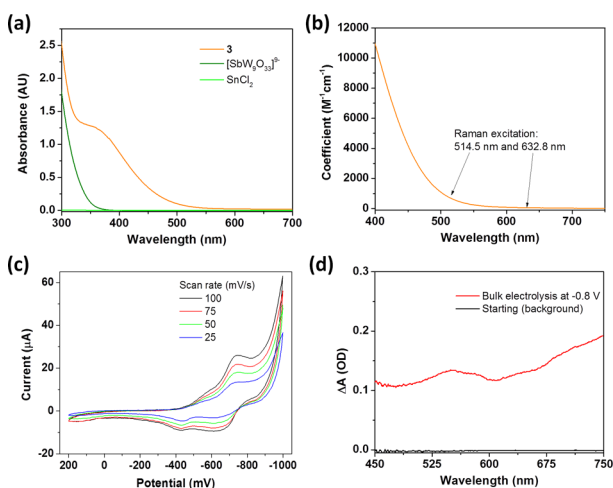 (a)
2.5
2.0
1.5
1.0
0.5
0.0
Absorbance (AU)
3
[SbW₉O₃₃]⁹⁻
SnCl₂
300 400 500 600 700
Wavelength (nm)
(b)
12000
10000
8000
6000
4000
2000
0
Coefficient (M⁻¹cm⁻¹)
Raman excitation:
514.5 nm and 632.8 nm
400 500 600 700
Wavelength (nm)
(c)
60
40
20
0
Current (μA)
Scan rate (mV/s)
100
75
50
25
200 0 -200 -400 -600 -800 -1000
Potential (mV)
(d)
0.3
0.2
0.1
0.0
ΔA (OD)
Bulk electrolysis at -0.8 V
Starting (background)
450 525 600 675 750
Wavelength (nm)